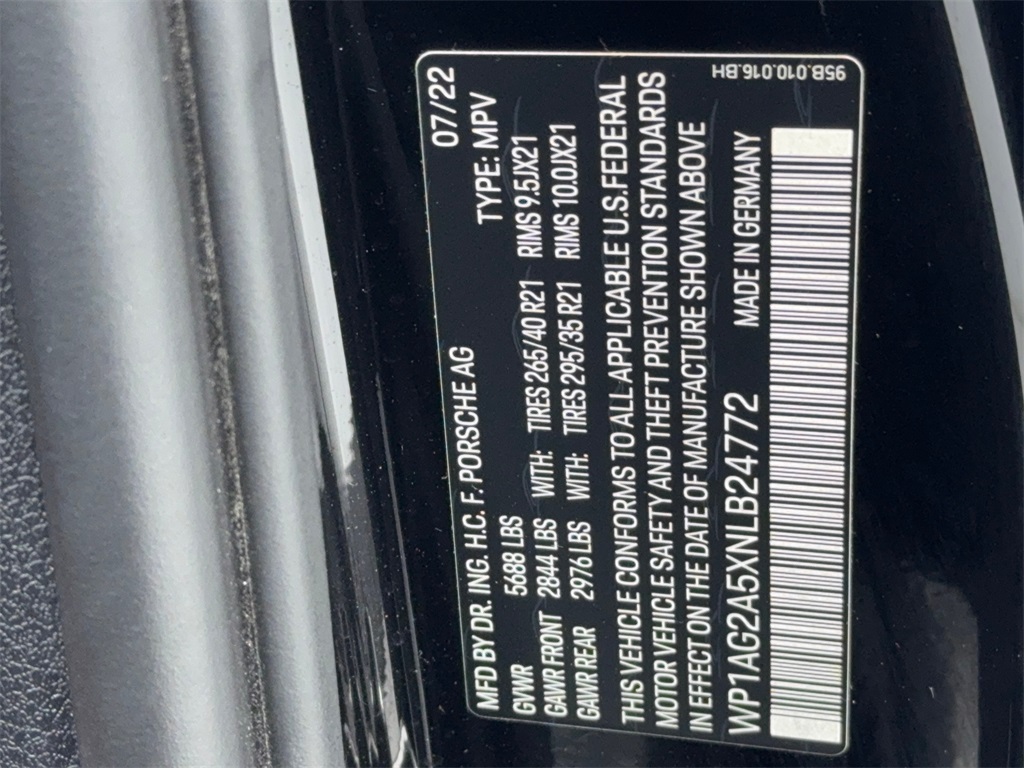 MFD BY DR. ING. H.C. F. PORSCHE AG 07/22
GVWR 5688 LBS TYPE: MPV
GAWR FRONT 2844 LBS WITH: TIRES 265/40 R21 RIMS 9.5JX21
GAWR REAR 2976 LBS WITH: TIRES 295/35 R21 RIMS 10.0JX21
THIS VEHICLE CONFORMS TO ALL APPLICABLE U.S. FEDERAL
MOTOR VEHICLE SAFETY AND THEFT PREVENTION STANDARDS
IN EFFECT ON THE DATE OF MANUFACTURE SHOWN ABOVE
WP1AG2A5XNLB24772 MADE IN GERMANY
95B.010.016.BH